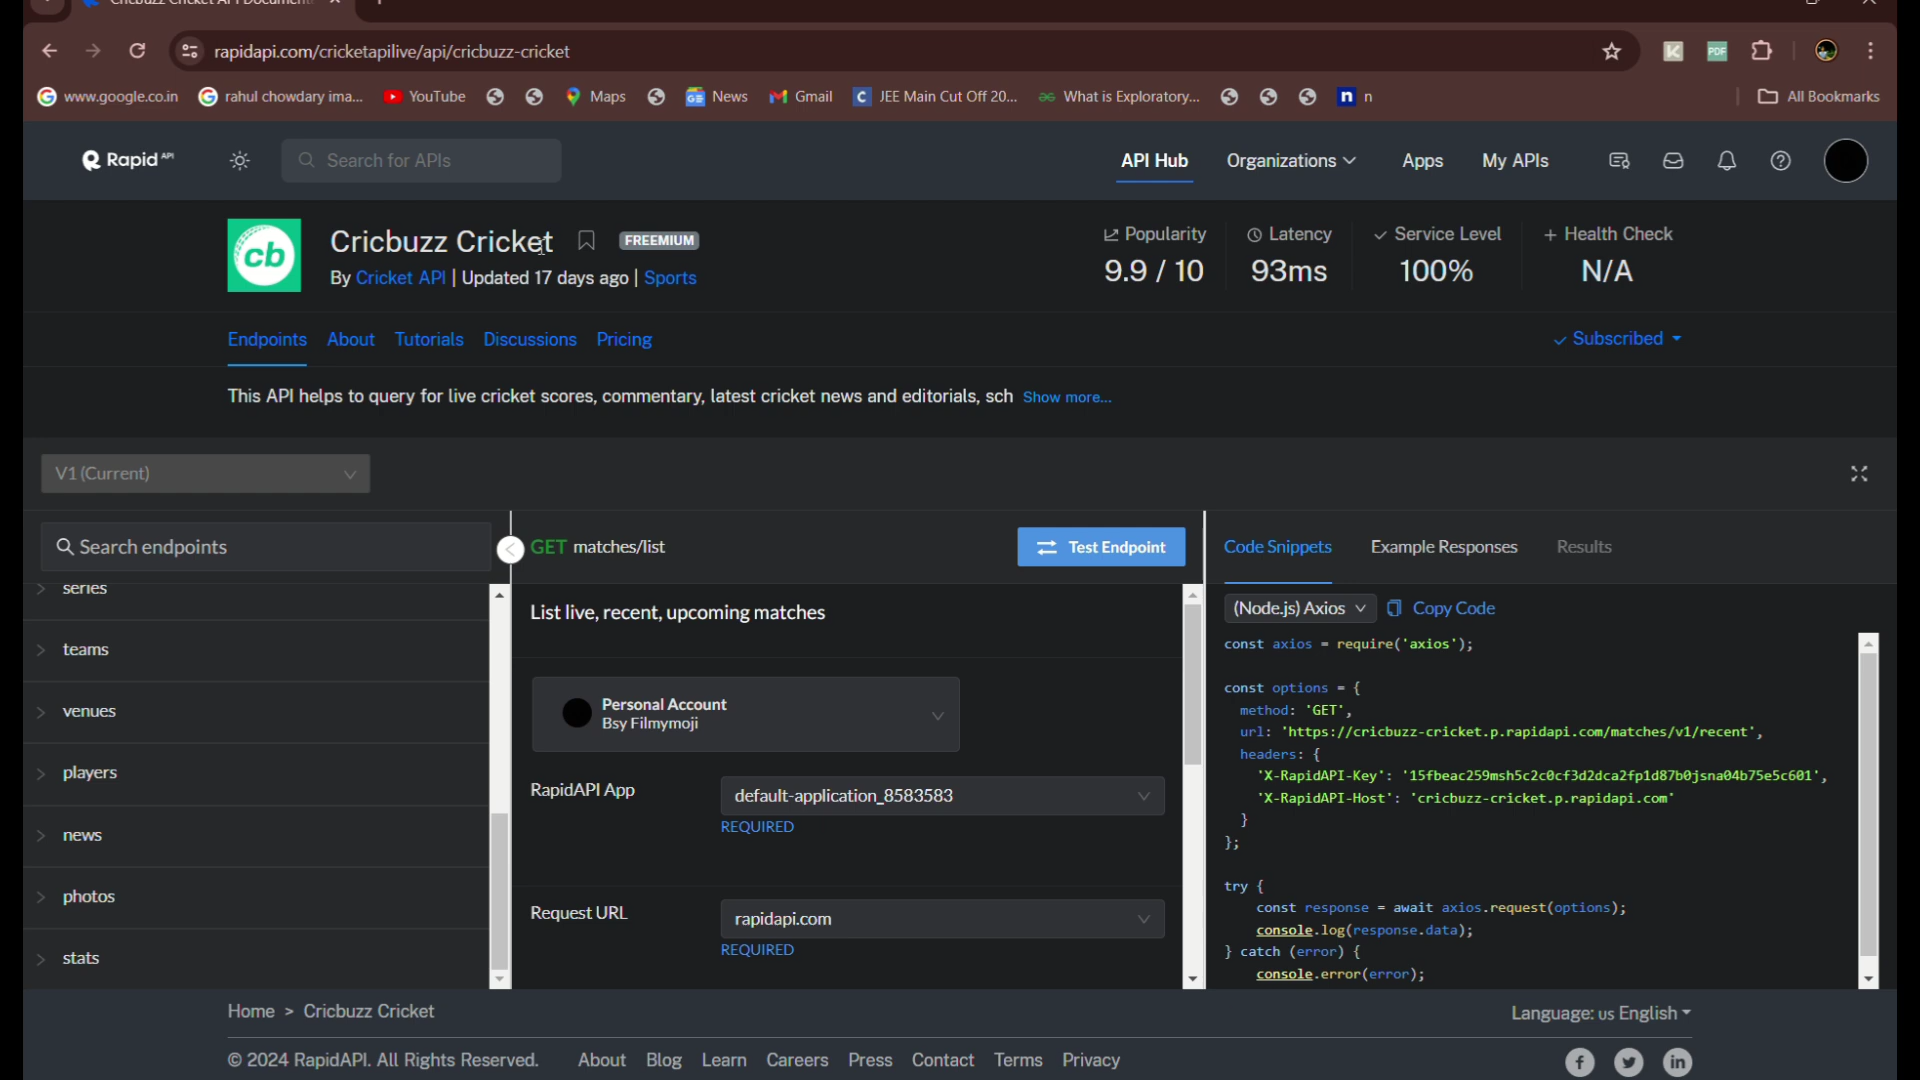 Cricbuzz Cricket API Document
rapidapi.com/cricketapilive/api/cricbuzz-cricket
K
PDF
www.google.co.in
rahul chowdary ima...
YouTube
Maps
News
Gmail
C JEE Main Cut Off 20...
What is Exploratory...
n n
All Bookmarks
Rapid API
Search for APIs
API Hub
Organizations
Apps
My APIs
cb
Cricbuzz Cricket
FREEMIUM
By Cricket API | Updated 17 days ago | Sports
Popularity
9.9 / 10
Latency
93ms
Service Level
100%
Health Check
N/A
Endpoints About Tutorials Discussions Pricing
Subscribed
This API helps to query for live cricket scores, commentary, latest cricket news and editorials, sch Show more...
V1 (Current)
Search endpoints
series
teams
venues
players
news
photos
stats
GET matches/list
Test Endpoint
List live, recent, upcoming matches
Personal Account
Bsy Filmymoji
RapidAPI App
default-application_8583583
REQUIRED
Request URL
rapidapi.com
REQUIRED
Code Snippets Example Responses Results
(Node.js) Axios
Copy Code
const axios = require('axios');
const options = {
method: 'GET',
url: 'https://cricbuzz-cricket.p.rapidapi.com/matches/v1/recent',
headers: {
'X-RapidAPI-Key': '15fbeac259msh5c2c0cf3d2dca2fp1d87b0jsna04b75e5c601',
'X-RapidAPI-Host': 'cricbuzz-cricket.p.rapidapi.com'
}
};
try {
const response = await axios.request(options);
console.log(response.data);
} catch (error) {
console.error(error);
Home > Cricbuzz Cricket
Language: us English
© 2024 RapidAPI. All Rights Reserved.
About Blog Learn Careers Press Contact Terms Privacy
f
in